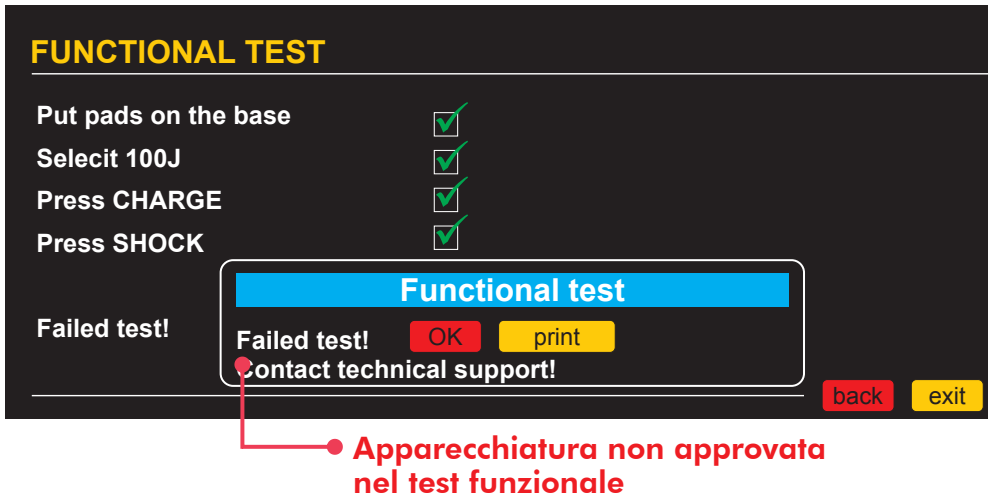 FUNCTIONAL TEST
Put pads on the base
Selecit 100J
Press CHARGE
Press SHOCK
Functional test
Failed test!
Failed test! OK print
Contact technical support!
back exit
Apparecchiatura non approvata
nel test funzionale